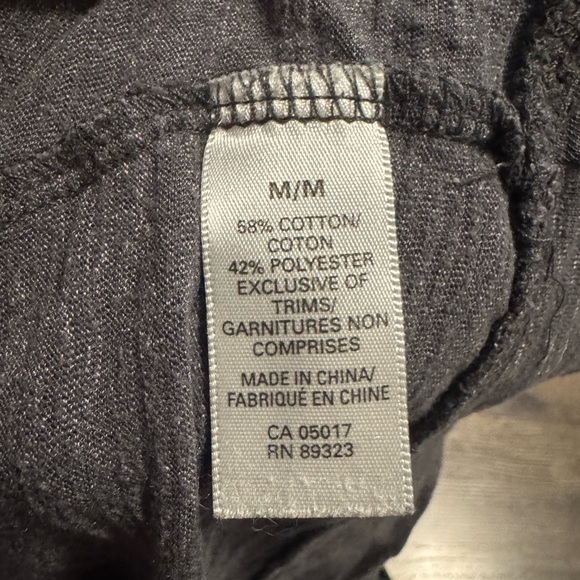 M/M
58% COTTON/
COTON
42% POLYESTER
EXCLUSIVE OF
TRIMS/
GARNITURES NON
COMPRISES
MADE IN CHINA/
FABRIQUÉ EN CHINE
CA 05017
RN 89323